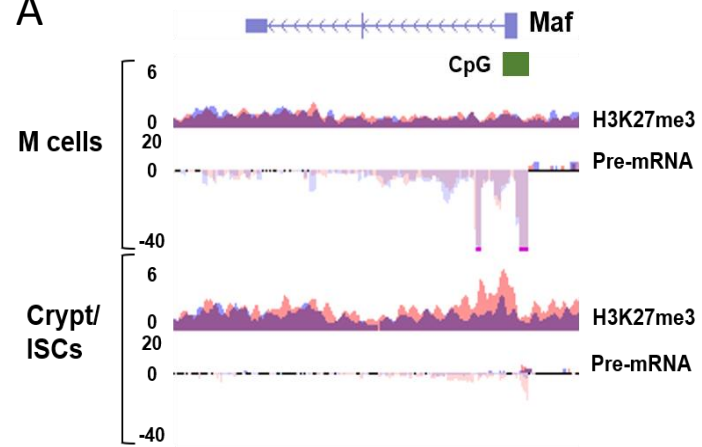 A
Maf
CpG
6
0
H3K27me3
M cells
20
0
Pre-mRNA
-40
6
0
H3K27me3
Crypt/
ISCs
20
0
Pre-mRNA
-40